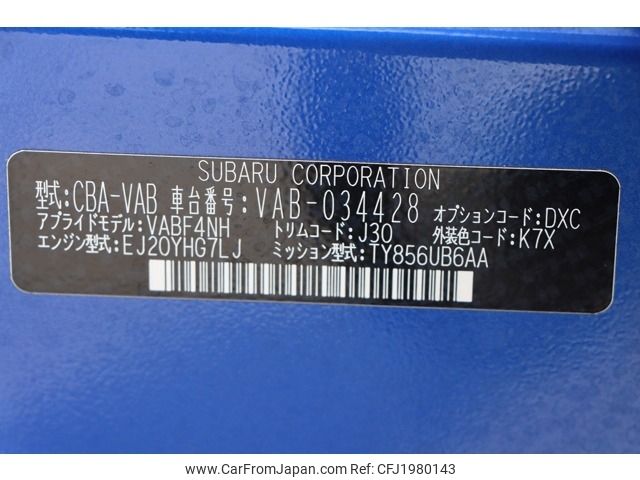 SUBARU CORPORATION
型式:CBA-VAB 車台番号:VAB-034428 オプションコード:DXC
アプライドモデル:VABF4NH トリムコード:J30 外装色コード:K7X
エンジン型式:EJ20YHG7LJ ミッション型式:TY856UB6AA
(C)CarFromJapan https://carfromjapan.com/ CFJ1980143